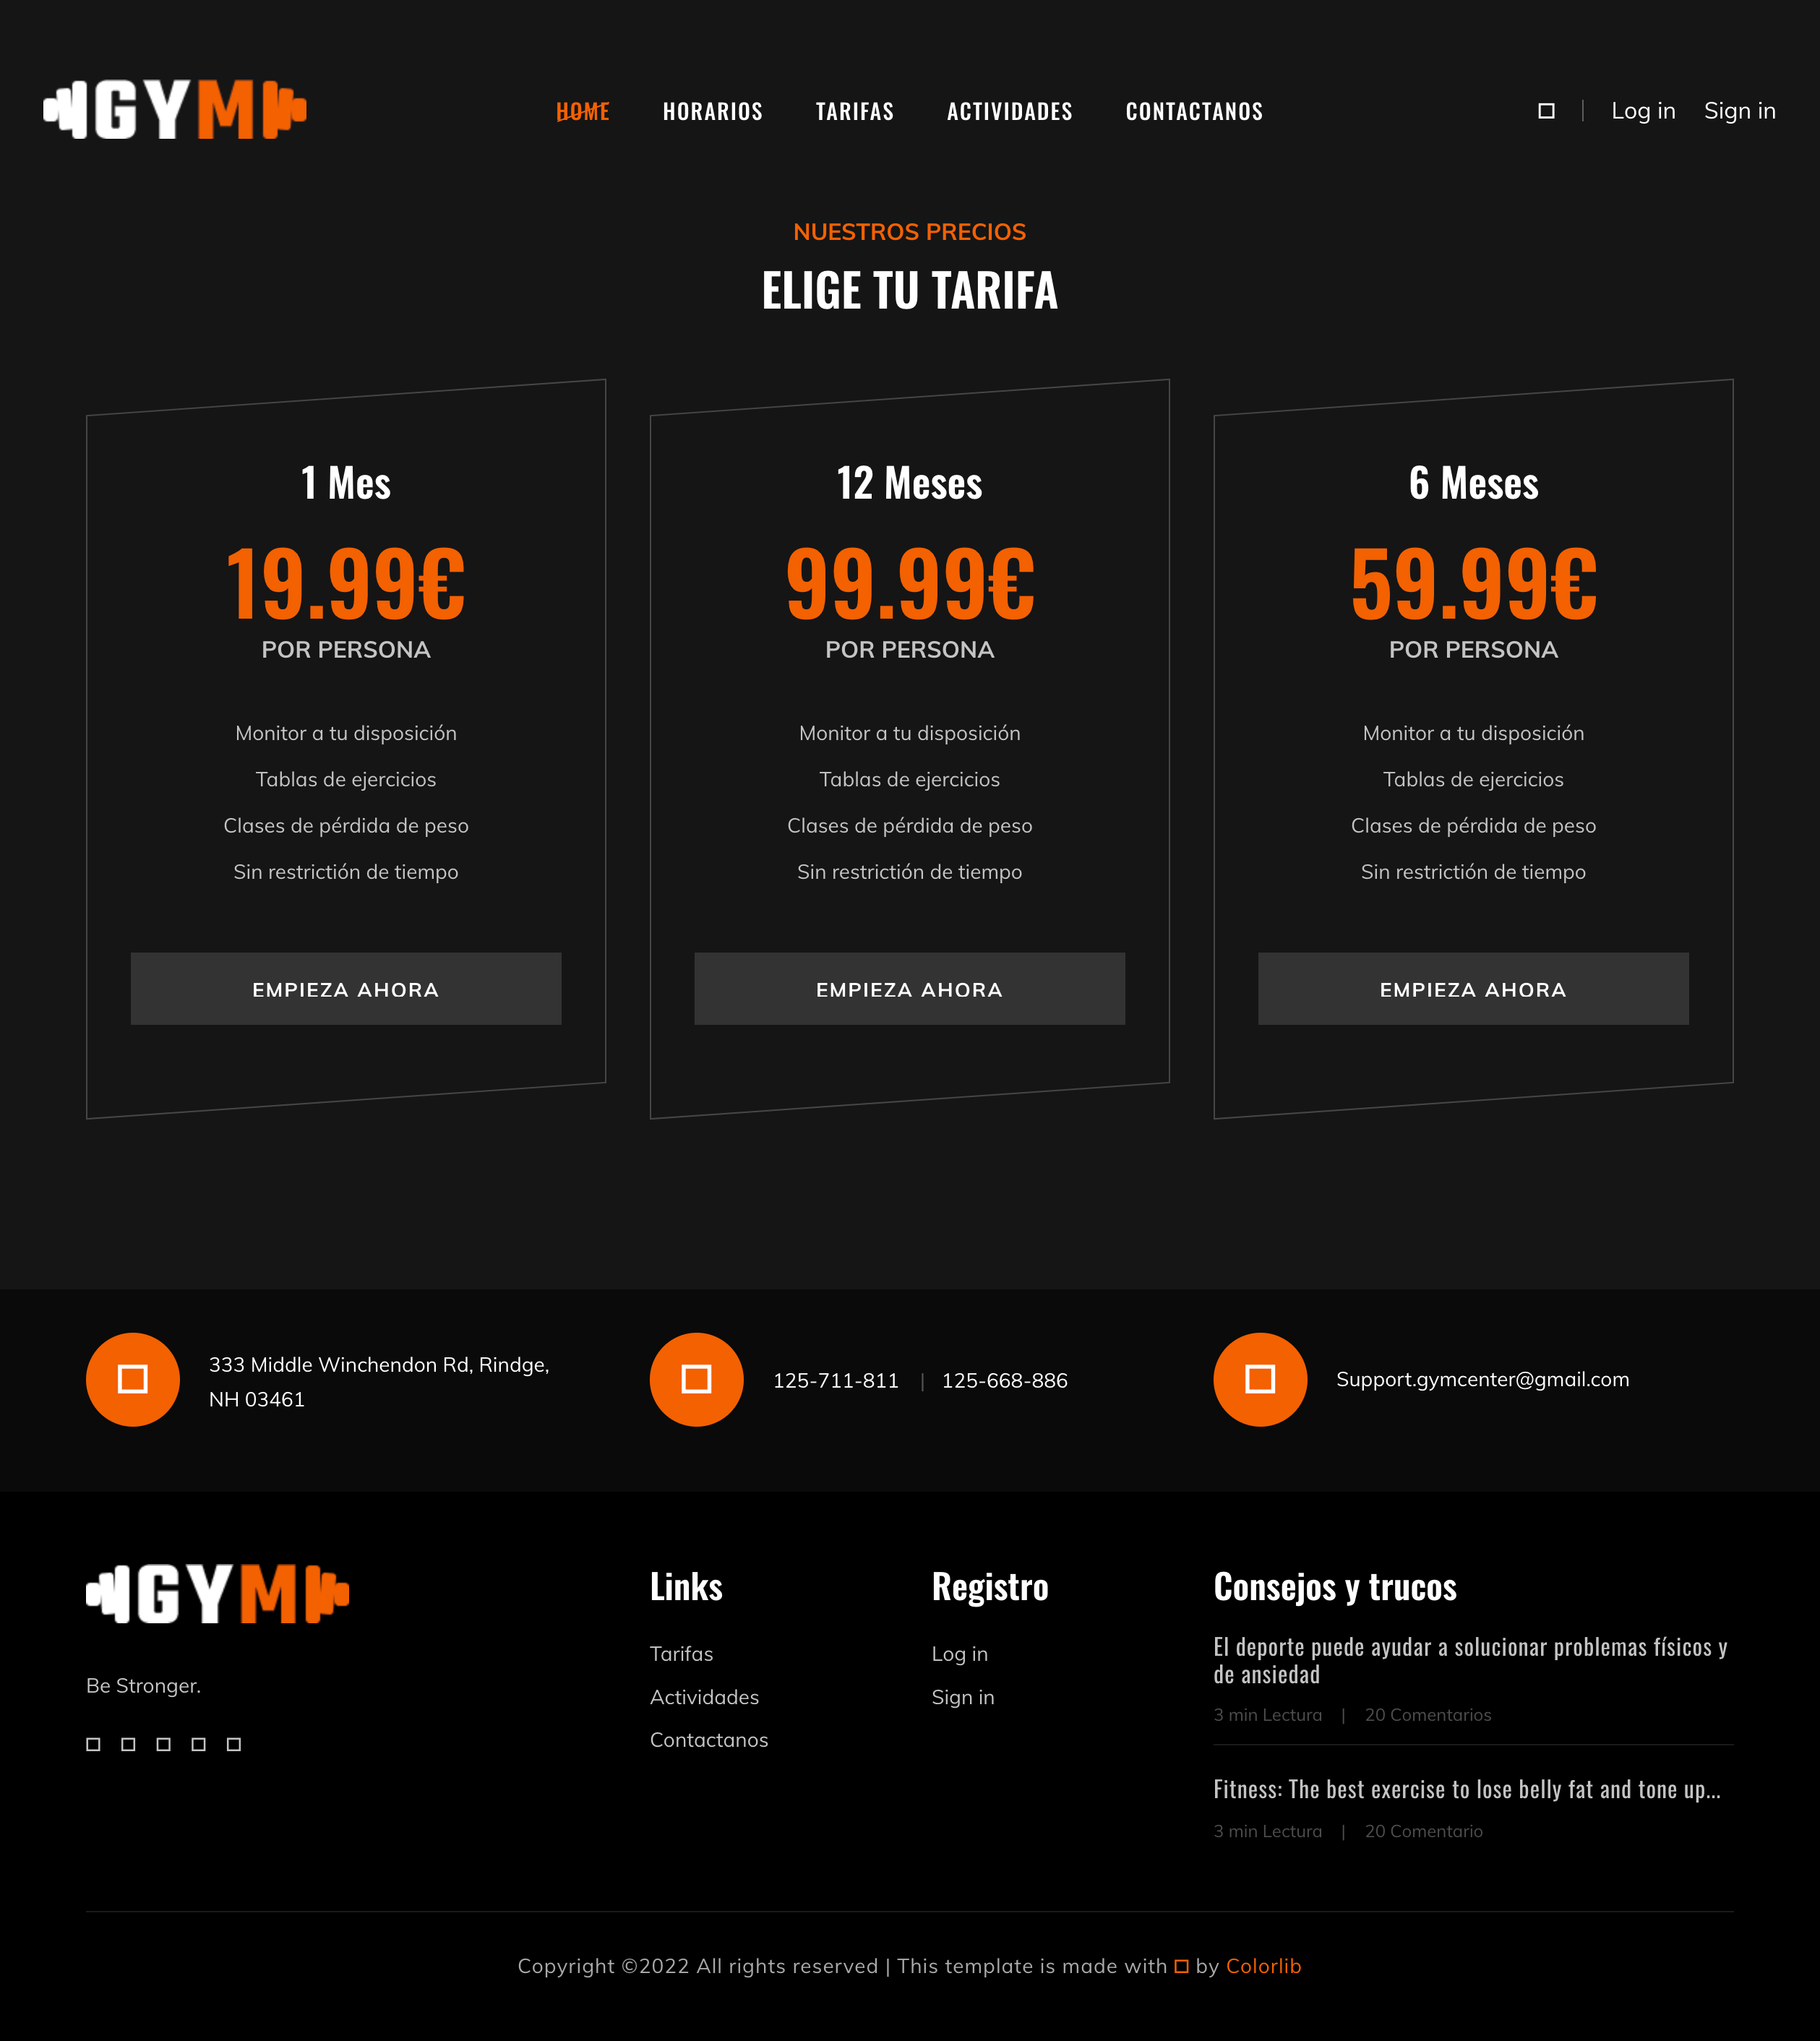 GYM
HOME HORARIOS TARIFAS ACTIVIDADES CONTACTANOS
Log in Sign in
NUESTROS PRECIOS
ELIGE TU TARIFA
1 Mes
19.99€
POR PERSONA
Monitor a tu disposición
Tablas de ejercicios
Clases de pérdida de peso
Sin restrictión de tiempo
EMPIEZA AHORA
12 Meses
99.99€
POR PERSONA
Monitor a tu disposición
Tablas de ejercicios
Clases de pérdida de peso
Sin restrictión de tiempo
EMPIEZA AHORA
6 Meses
59.99€
POR PERSONA
Monitor a tu disposición
Tablas de ejercicios
Clases de pérdida de peso
Sin restrictión de tiempo
EMPIEZA AHORA
333 Middle Winchendon Rd, Rindge,
NH 03461
125-711-811 | 125-668-886
Support.gymcenter@gmail.com
GYM
Be Stronger.
Links
Tarifas
Actividades
Contactanos
Registro
Log in
Sign in
Consejos y trucos
El deporte puede ayudar a solucionar problemas físicos y
de ansiedad
3 min Lectura | 20 Comentarios
Fitness: The best exercise to lose belly fat and tone up...
3 min Lectura | 20 Comentario
Copyright ©2022 All rights reserved | This template is made with by Colorlib